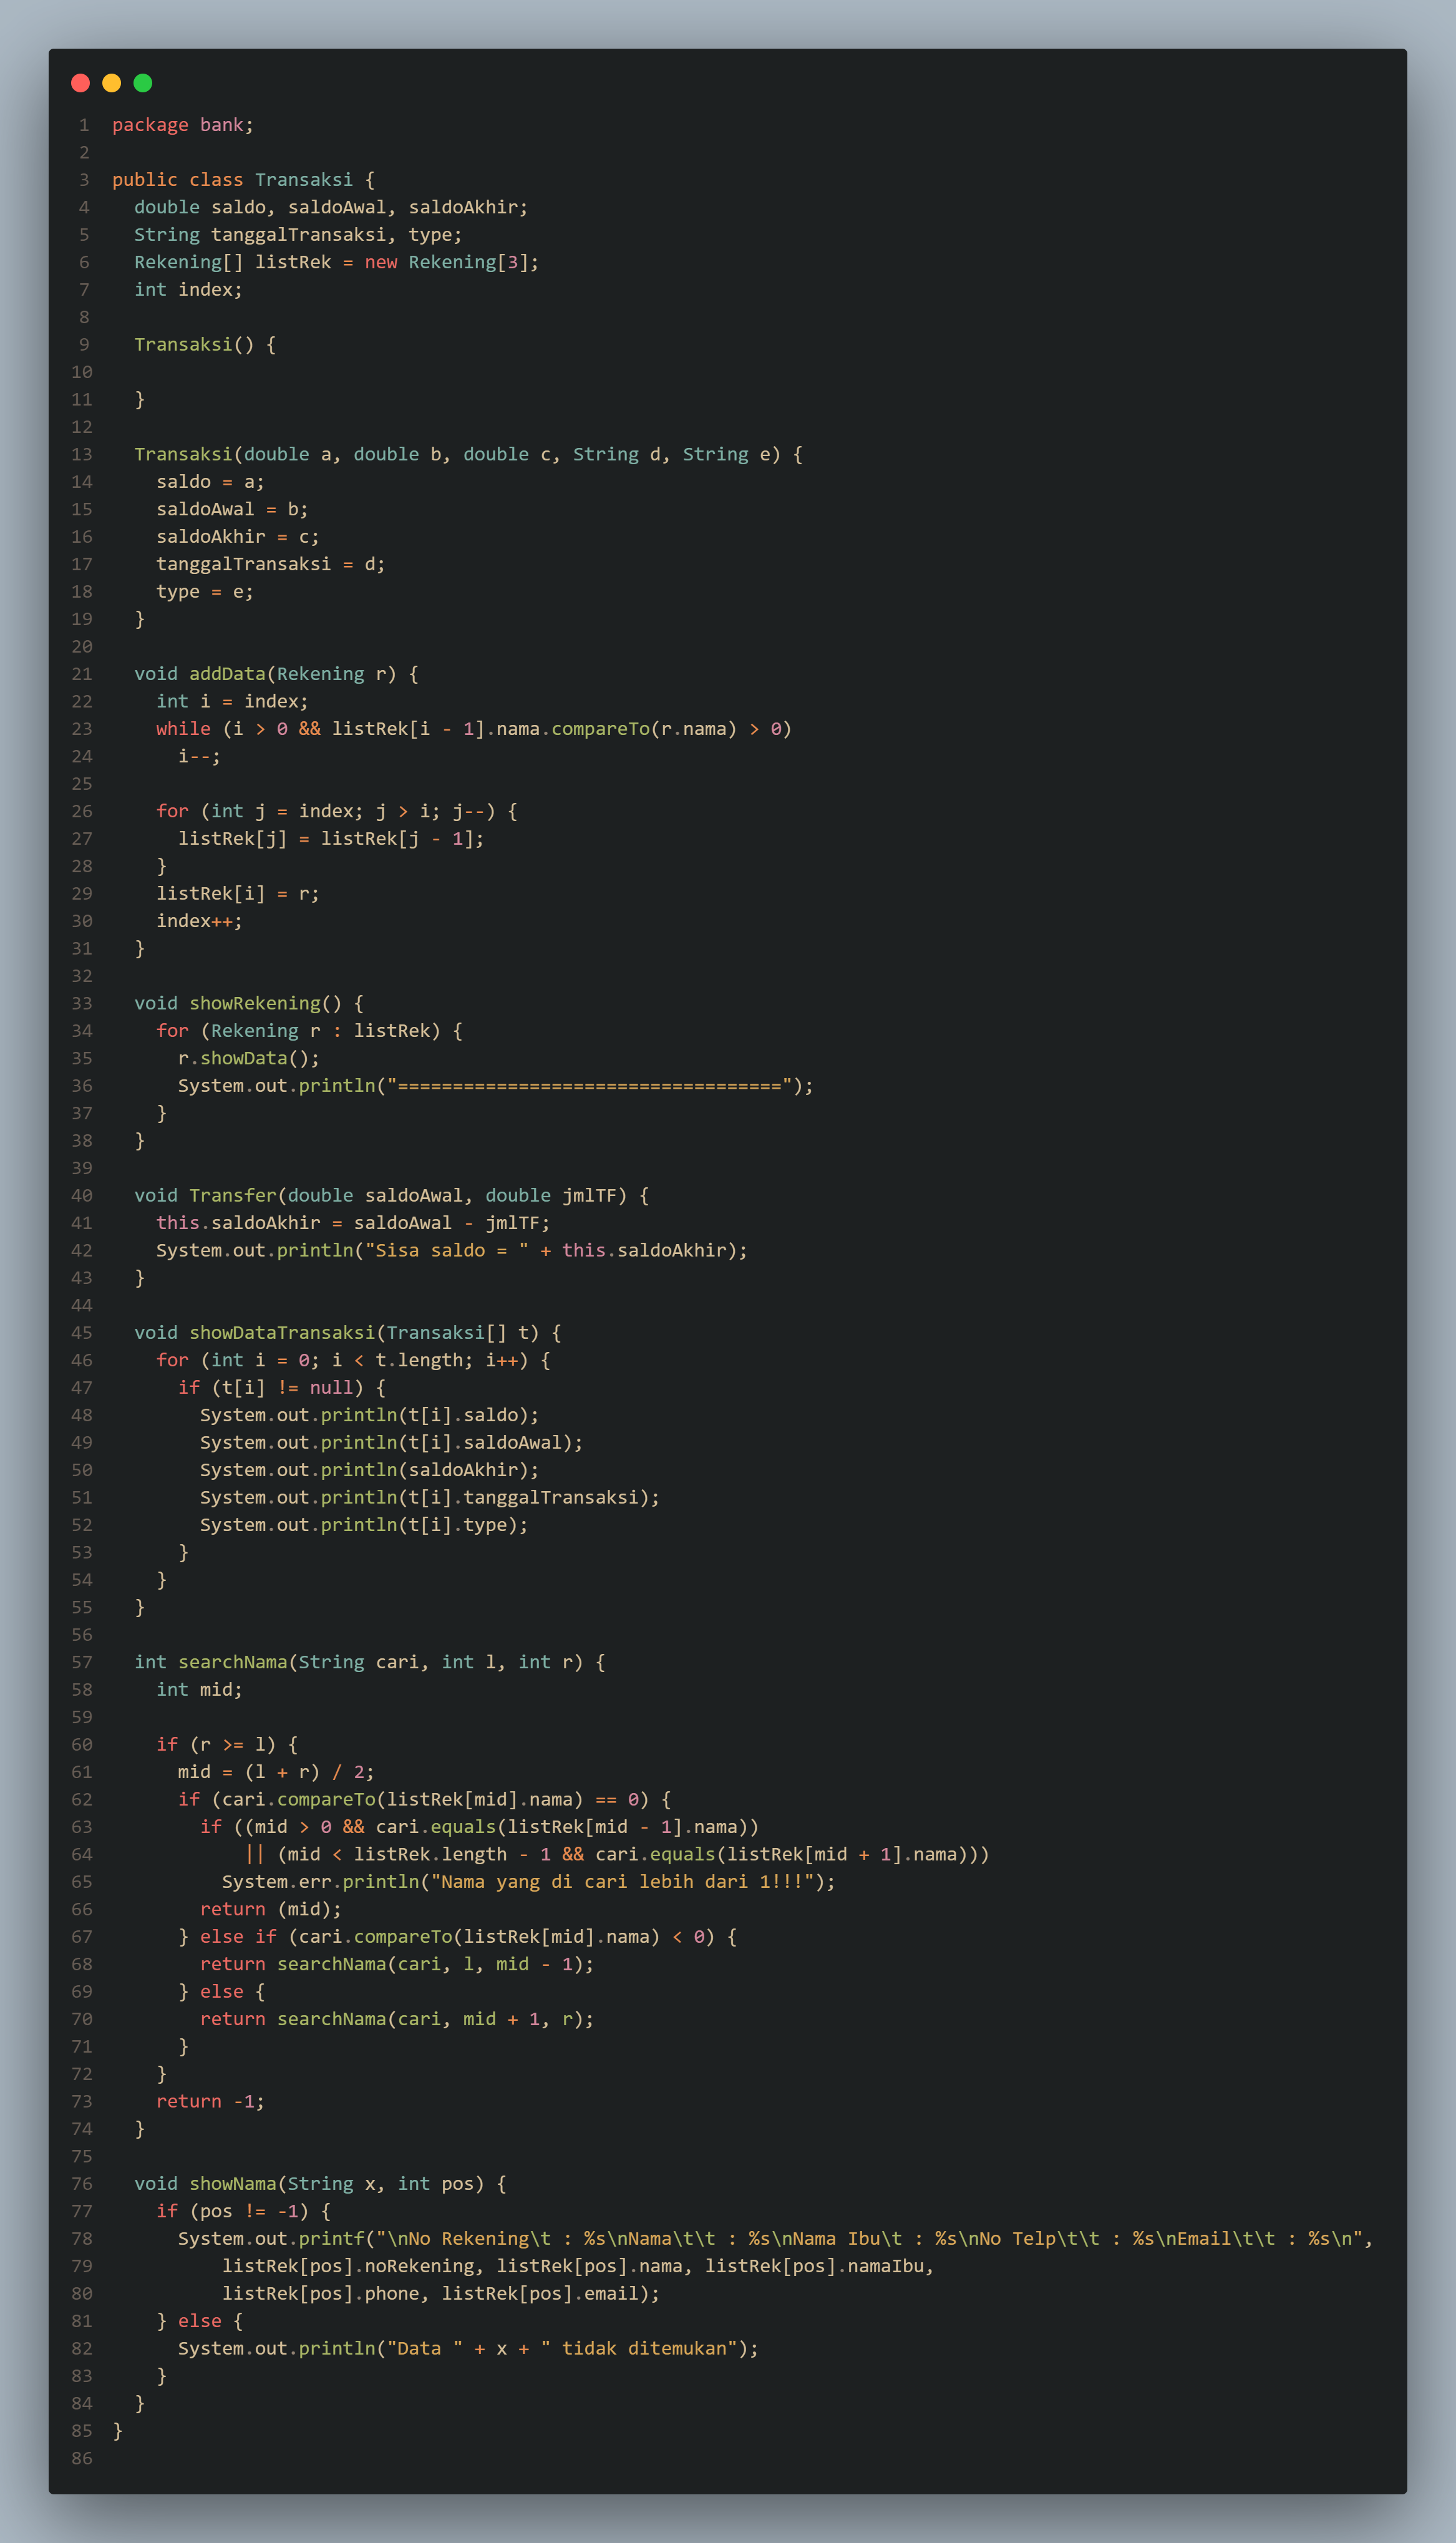 1 package bank;
2
3 public class Transaksi {
4   double saldo, saldoAwal, saldoAkhir;
5   String tanggalTransaksi, type;
6   Rekening[] listRek = new Rekening[3];
7   int index;
8
9   Transaksi() {
10
11   }
12
13   Transaksi(double a, double b, double c, String d, String e) {
14     saldo = a;
15     saldoAwal = b;
16     saldoAkhir = c;
17     tanggalTransaksi = d;
18     type = e;
19   }
20
21   void addData(Rekening r) {
22     int i = index;
23     while (i > 0 && listRek[i - 1].nama.compareTo(r.nama) > 0)
24       i--;
25
26     for (int j = index; j > i; j--) {
27       listRek[j] = listRek[j - 1];
28     }
29     listRek[i] = r;
30     index++;
31   }
32
33   void showRekening() {
34     for (Rekening r : listRek) {
35       r.showData();
36       System.out.println("===================================");
37     }
38   }
39
40   void Transfer(double saldoAwal, double jmlTF) {
41     this.saldoAkhir = saldoAwal - jmlTF;
42     System.out.println("Sisa saldo = " + this.saldoAkhir);
43   }
44
45   void showDataTransaksi(Transaksi[] t) {
46     for (int i = 0; i < t.length; i++) {
47       if (t[i] != null) {
48         System.out.println(t[i].saldo);
49         System.out.println(t[i].saldoAwal);
50         System.out.println(saldoAkhir);
51         System.out.println(t[i].tanggalTransaksi);
52         System.out.println(t[i].type);
53       }
54     }
55   }
56
57   int searchNama(String cari, int l, int r) {
58     int mid;
59
60     if (r >= l) {
61       mid = (l + r) / 2;
62       if (cari.compareTo(listRek[mid].nama) == 0) {
63         if ((mid > 0 && cari.equals(listRek[mid - 1].nama))
64             || (mid < listRek.length - 1 && cari.equals(listRek[mid + 1].nama)))
65           System.err.println("Nama yang di cari lebih dari 1!!!");
66         return (mid);
67       } else if (cari.compareTo(listRek[mid].nama) < 0) {
68         return searchNama(cari, l, mid - 1);
69       } else {
70         return searchNama(cari, mid + 1, r);
71       }
72     }
73     return -1;
74   }
75
76   void showNama(String x, int pos) {
77     if (pos != -1) {
78       System.out.printf("\nNo Rekening\t : %s\nNama\t\t : %s\nNama Ibu\t : %s\nNo Telp\t\t : %s\nEmail\t\t : %s\n",
79           listRek[pos].noRekening, listRek[pos].nama, listRek[pos].namaIbu,
80           listRek[pos].phone, listRek[pos].email);
81     } else {
82       System.out.println("Data " + x + " tidak ditemukan");
83     }
84   }
85 }
86